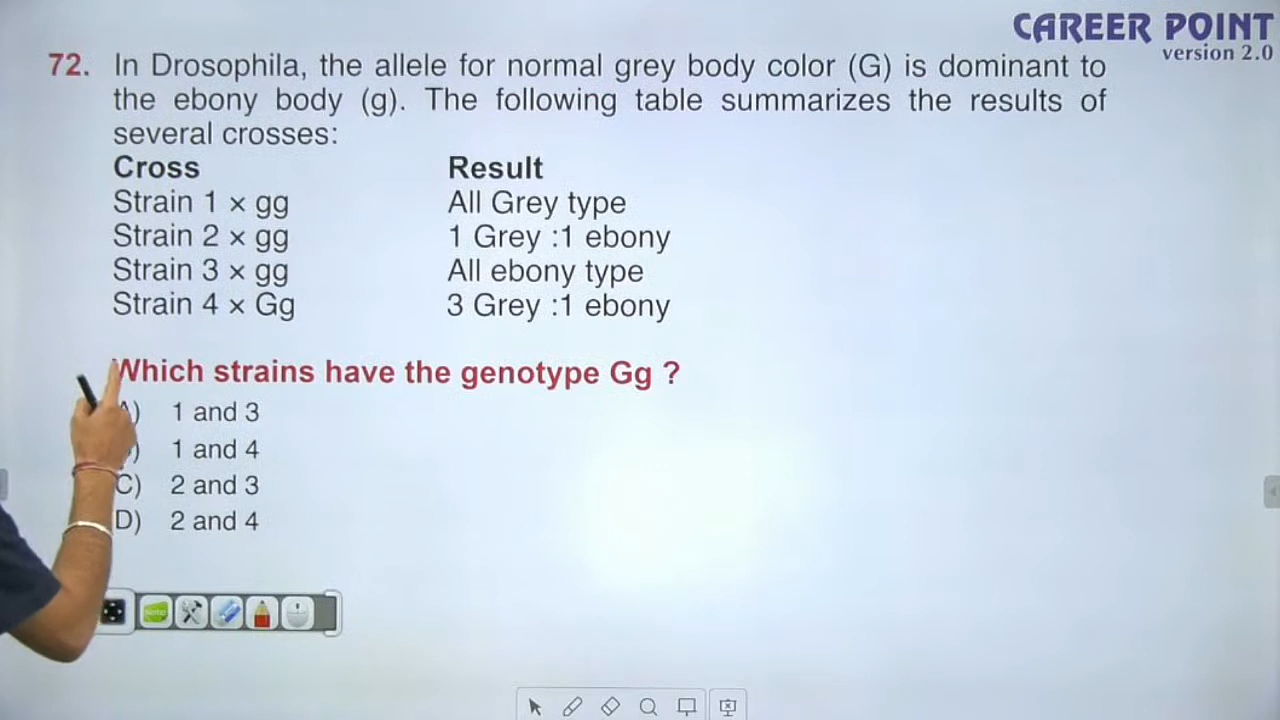 CAREER POINT
version 2.0
72. In Drosophila, the allele for normal grey body color (G) is dominant to
the ebony body (g). The following table summarizes the results of
several crosses:
Cross Result
Strain 1 × gg All Grey type
Strain 2 × gg 1 Grey :1 ebony
Strain 3 × gg All ebony type
Strain 4 × Gg 3 Grey :1 ebony
Which strains have the genotype Gg ?
A) 1 and 3
) 1 and 4
C) 2 and 3
D) 2 and 4